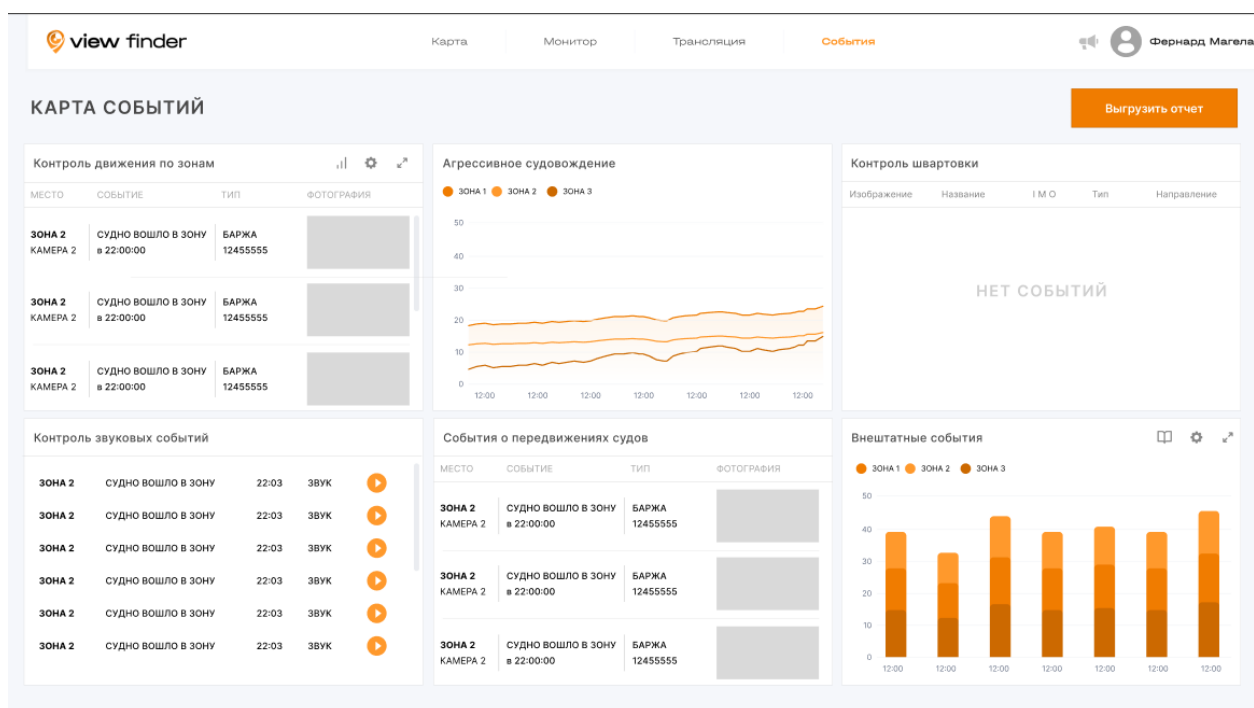 view finder
Карта
Монитор
Трансляция
События
Фернард Магела
КАРТА СОБЫТИЙ
Выгрузить отчет
Контроль движения по зонам
МЕСТО СОБЫТИЕ ТИП ФОТОГРАФИЯ
ЗОНА 2 СУДНО ВОШЛО В ЗОНУ БАРЖА
КАМЕРА 2 в 22:00:00 12455555
ЗОНА 2 СУДНО ВОШЛО В ЗОНУ БАРЖА
КАМЕРА 2 в 22:00:00 12455555
ЗОНА 2 СУДНО ВОШЛО В ЗОНУ БАРЖА
КАМЕРА 2 в 22:00:00 12455555
Агрессивное судовождение
ЗОНА 1 ЗОНА 2 ЗОНА 3
50
40
30
20
10
0
12:00 12:00 12:00 12:00 12:00 12:00 12:00
Контроль швартовки
Изображение Название I M O Тип Направление
НЕТ СОБЫТИЙ
Контроль звуковых событий
ЗОНА 2 СУДНО ВОШЛО В ЗОНУ 22:03 ЗВУК
ЗОНА 2 СУДНО ВОШЛО В ЗОНУ 22:03 ЗВУК
ЗОНА 2 СУДНО ВОШЛО В ЗОНУ 22:03 ЗВУК
ЗОНА 2 СУДНО ВОШЛО В ЗОНУ 22:03 ЗВУК
ЗОНА 2 СУДНО ВОШЛО В ЗОНУ 22:03 ЗВУК
ЗОНА 2 СУДНО ВОШЛО В ЗОНУ 22:03 ЗВУК
События о передвижениях судов
МЕСТО СОБЫТИЕ ТИП ФОТОГРАФИЯ
ЗОНА 2 СУДНО ВОШЛО В ЗОНУ БАРЖА
КАМЕРА 2 в 22:00:00 12455555
ЗОНА 2 СУДНО ВОШЛО В ЗОНУ БАРЖА
КАМЕРА 2 в 22:00:00 12455555
ЗОНА 2 СУДНО ВОШЛО В ЗОНУ БАРЖА
КАМЕРА 2 в 22:00:00 12455555
Внештатные события
ЗОНА 1 ЗОНА 2 ЗОНА 3
50
40
30
20
10
0
12:00 12:00 12:00 12:00 12:00 12:00 12:00